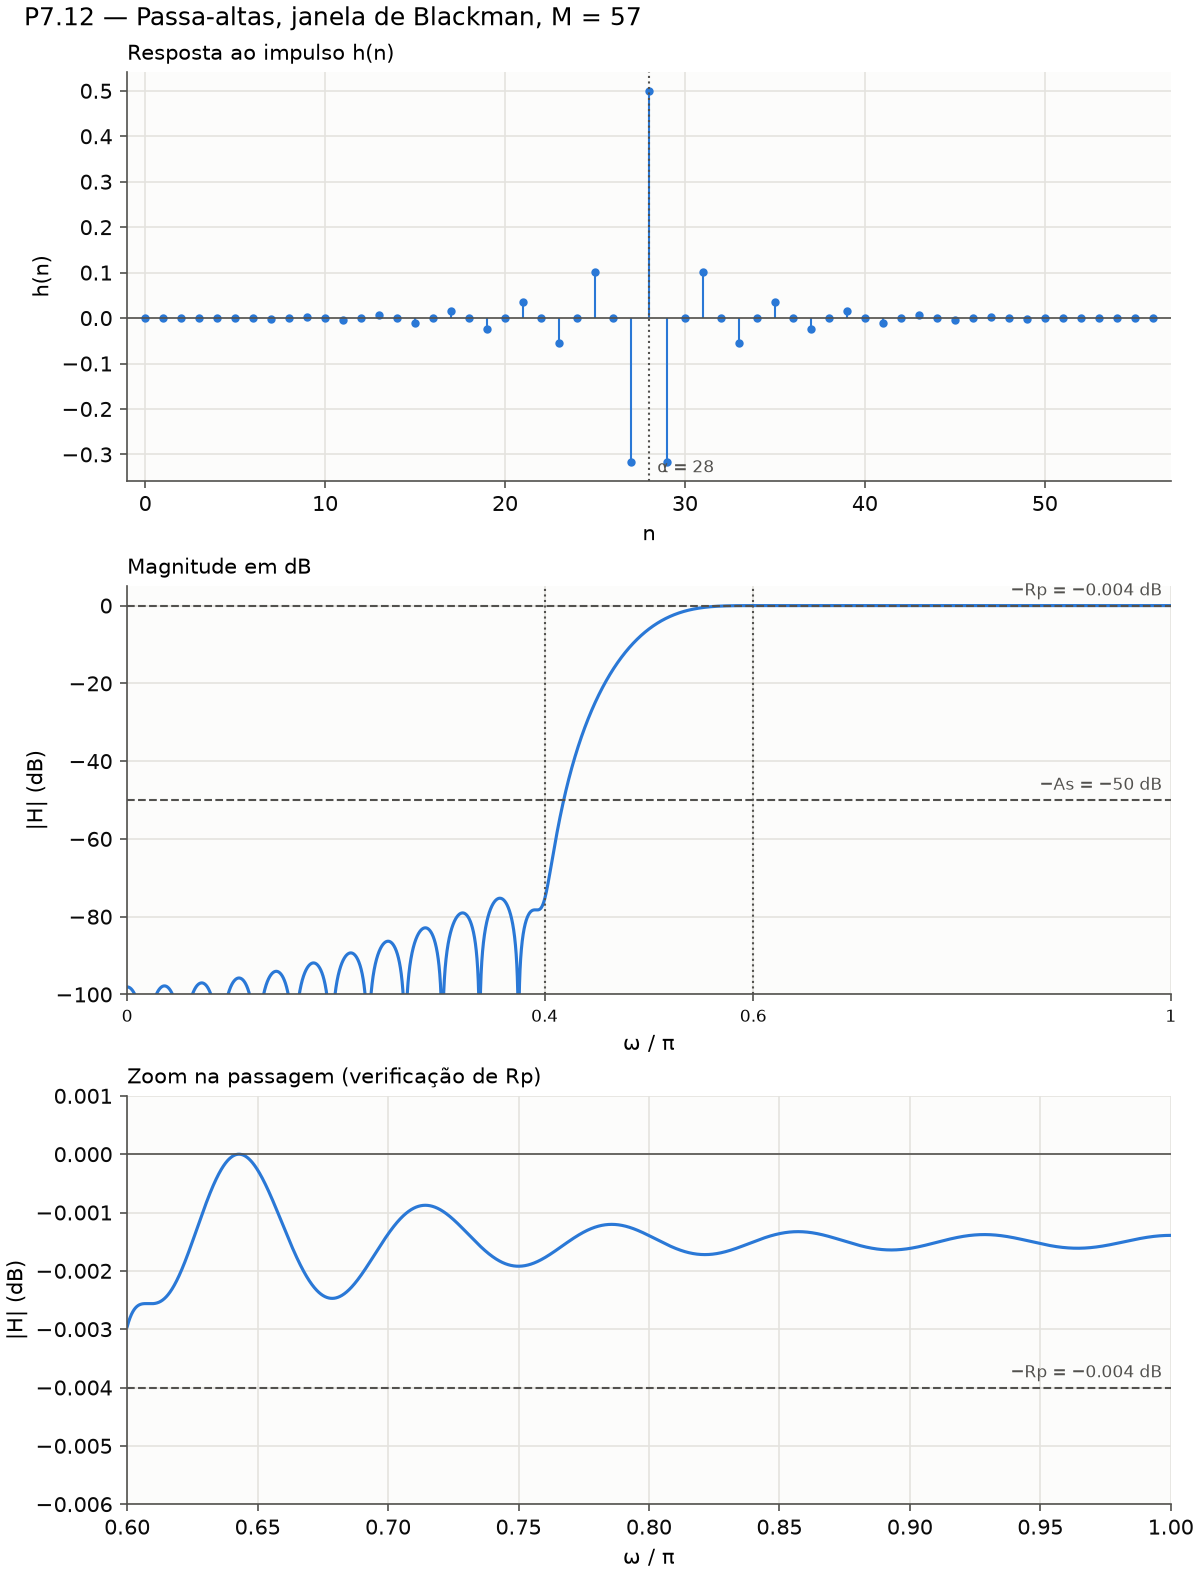 P7.12 — Passa-altas, janela de Blackman, M = 57
Resposta ao impulso h(n)
0.5
0.4
0.3
0.2
0.1
0.0
−0.1
−0.2
−0.3
h(n)
α = 28
0 10 20 30 40 50
n
Magnitude em dB
−Rp = −0.004 dB
0
−20
−40
−As = −50 dB
−60
−80
−100
|H| (dB)
0 0.4 0.6 1
ω / π
Zoom na passagem (verificação de Rp)
0.001
0.000
−0.001
−0.002
−0.003
−Rp = −0.004 dB
−0.004
−0.005
−0.006
|H| (dB)
0.60 0.65 0.70 0.75 0.80 0.85 0.90 0.95 1.00
ω / π